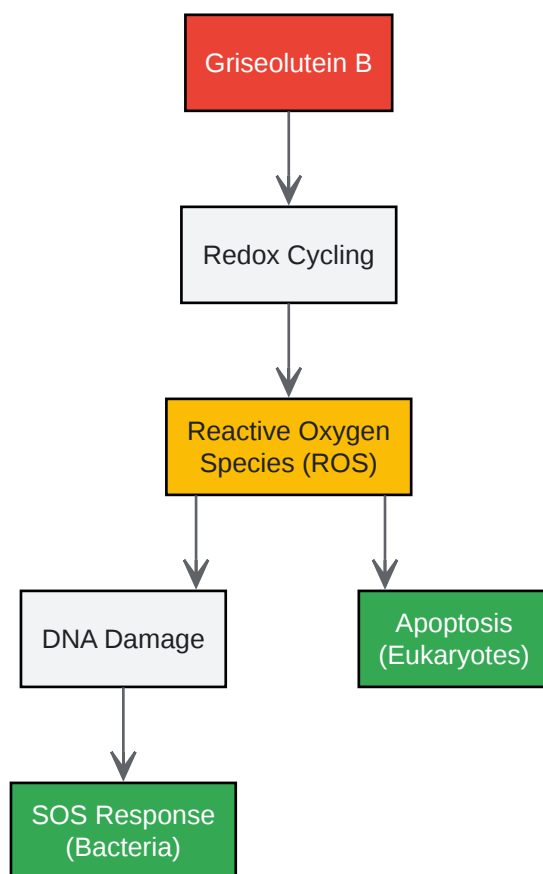 Griseolutein B
Redox Cycling
Reactive Oxygen
Species (ROS)
DNA Damage
Apoptosis
(Eukaryotes)
SOS Response
(Bacteria)